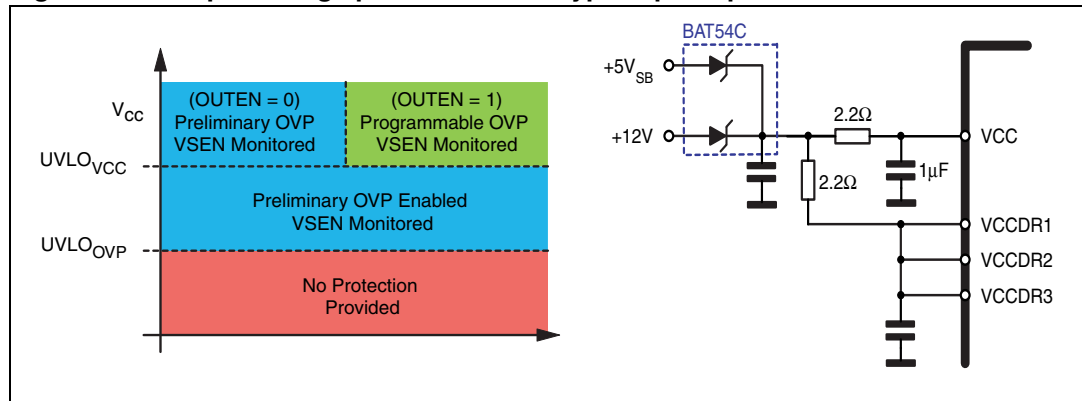 V_CC
UVLO_VCC
UVLO_OVP
(OUTEN = 0)
Preliminary OVP
VSEN Monitored
(OUTEN = 1)
Programmable OVP
VSEN Monitored
Preliminary OVP Enabled
VSEN Monitored
No Protection
Provided
BAT54C
+5V_SB
+12V
2.2Ω
2.2Ω
1µF
VCC
VCCDR1
VCCDR2
VCCDR3